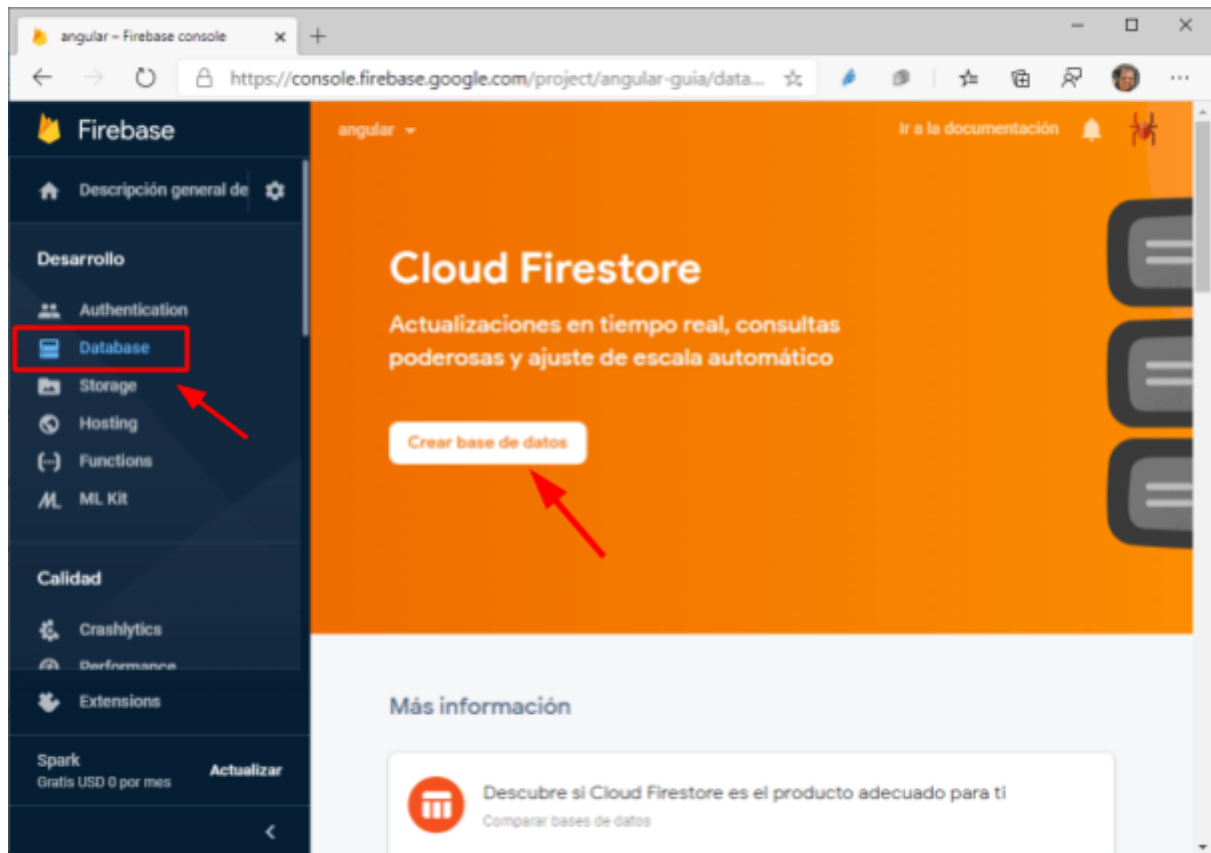 angular – Firebase console
https://console.firebase.google.com/project/angular-guia/data...
Firebase
angular
Ir a la documentación
Descripción general de
Desarrollo
Authentication
Database
Storage
Hosting
Functions
ML Kit
Calidad
Crashlytics
Performance
Extensions
Spark
Gratis USD 0 por mes
Actualizar
Cloud Firestore
Actualizaciones en tiempo real, consultas
poderosas y ajuste de escala automático
Crear base de datos
Más información
Descubre si Cloud Firestore es el producto adecuado para ti
Comparar bases de datos